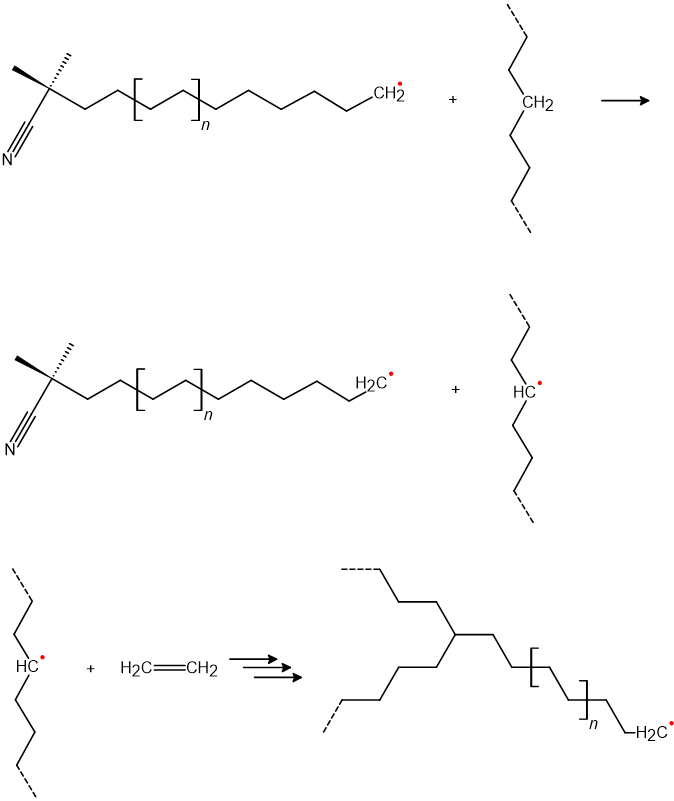 CH2• + CH2
N
n
H2C• + HC•
N
n
HC• + H2C CH2
n
H2C•